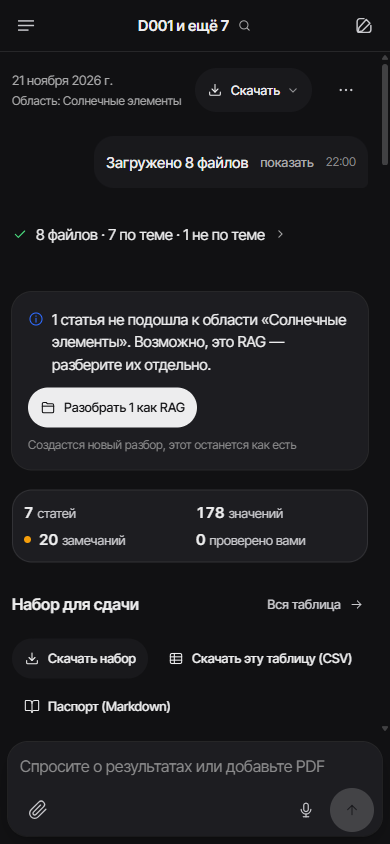 D001 и ещё 7
21 ноября 2026 г.
Область: Солнечные элементы
Скачать
Загружено 8 файлов показать 22:00
8 файлов · 7 по теме · 1 не по теме
1 статья не подошла к области «Солнечные
элементы». Возможно, это RAG —
разберите их отдельно.
Разобрать 1 как RAG
Создастся новый разбор, этот останется как есть
7 статей 178 значений
20 замечаний 0 проверено вами
Набор для сдачи Вся таблица
Скачать набор Скачать эту таблицу (CSV)
Паспорт (Markdown)
Спросите о результатах или добавьте PDF